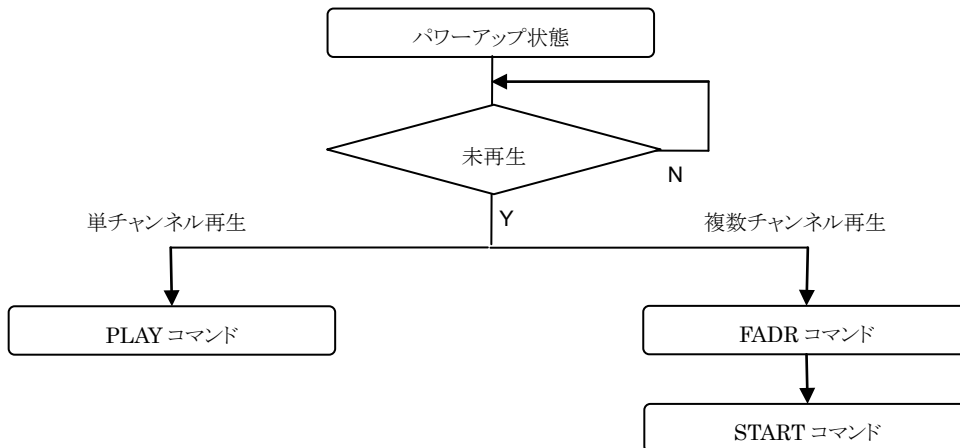 パワーアップ状態
未再生
N
Y
単チャンネル再生
複数チャンネル再生
PLAY コマンド
FADR コマンド
START コマンド